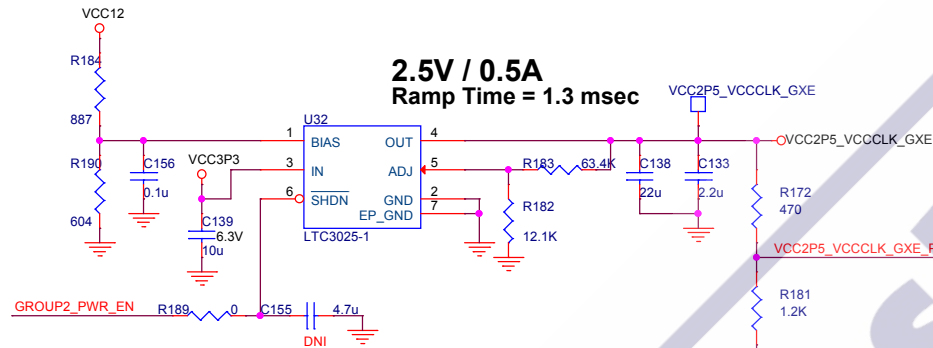 VCC12
R184
887
R190
604
C156
0.1u
VCC3P3
C139
6.3V
10u
2.5V / 0.5A
Ramp Time = 1.3 msec
U32
1 BIAS OUT 4
3 IN ADJ 5
6 SHDN GND 2
EP_GND 7
LTC3025-1
R183 63.4K
R182
12.1K
VCC2P5_VCCCLK_GXE
C138
22u
C133
2.2u
VCC2P5_VCCCLK_GXE
R172
470
VCC2P5_VCCCLK_GXE_P
R181
1.2K
GROUP2_PWR_EN
R189 0
C155 4.7u
DNI